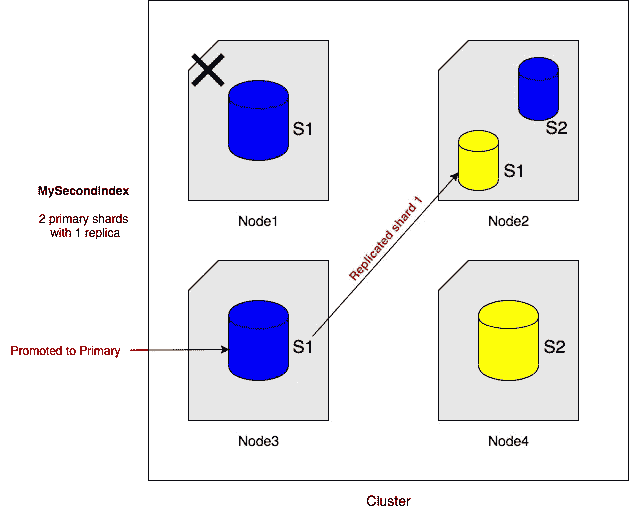 S1
S2
S1
MySecondIndex
2 primary shards
with 1 replica
Node1
Node2
Replicated shard 1
Promoted to Primary
S1
S2
Node3
Node4
Cluster